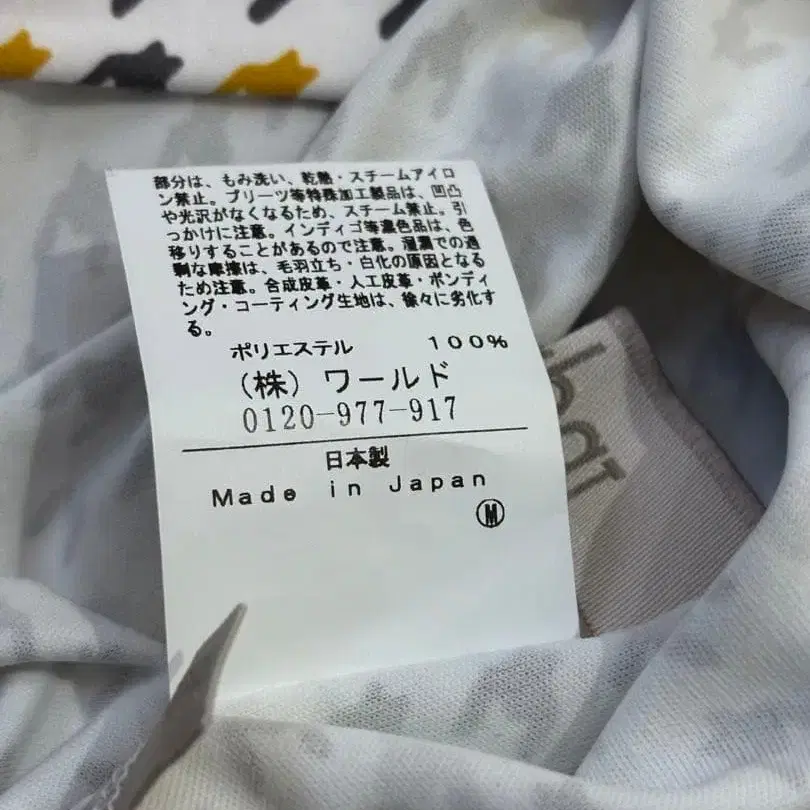 部分は、もみ洗い、乾熱・スチームアイロ
ン禁止。プリーツ等特殊加工製品は、凹凸
や光沢がなくなるため、スチーム禁止。引
っかけに注意。インディゴ等濃色品は、色
移りすることがあるので注意。湿潤での過
剰な摩擦は、毛羽立ち・白化の原因となる
ため注意。合成皮革・人工皮革・ボンディ
ング・コーティング生地は、徐々に劣化す
る。
ポリエステル 100%
(株) ワールド
0120-977-917
日本製
Made in Japan
M